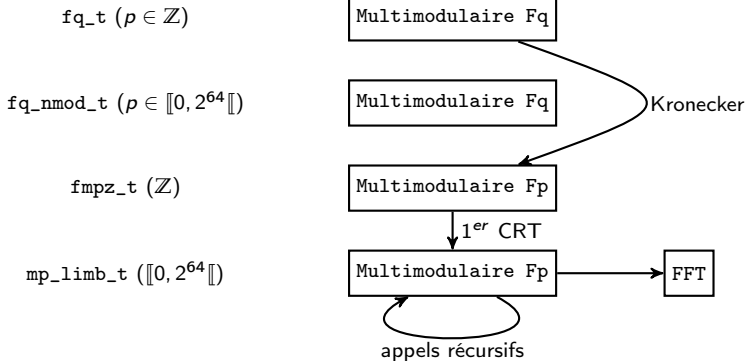 fq_t (p ∈ ℤ) Multimodulaire Fq
fq_nmod_t (p ∈ ⟦0, 2⁶⁴⟦) Multimodulaire Fq
Kronecker
fmpz_t (ℤ) Multimodulaire Fp
1ᵉʳ CRT
mp_limb_t (⟦0, 2⁶⁴⟦) Multimodulaire Fp FFT
appels récursifs